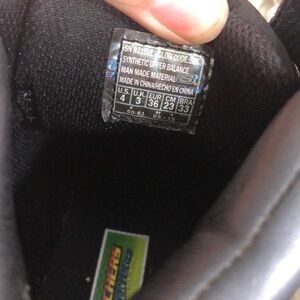 COLOR CODE
SYNTHETIC UPPER BALANCE
MAN MADE MATERIAL
MADE IN CHINA/HECHO EN CHINA
U.S. U.K. EUR CM BRA
4 3 36 23 33